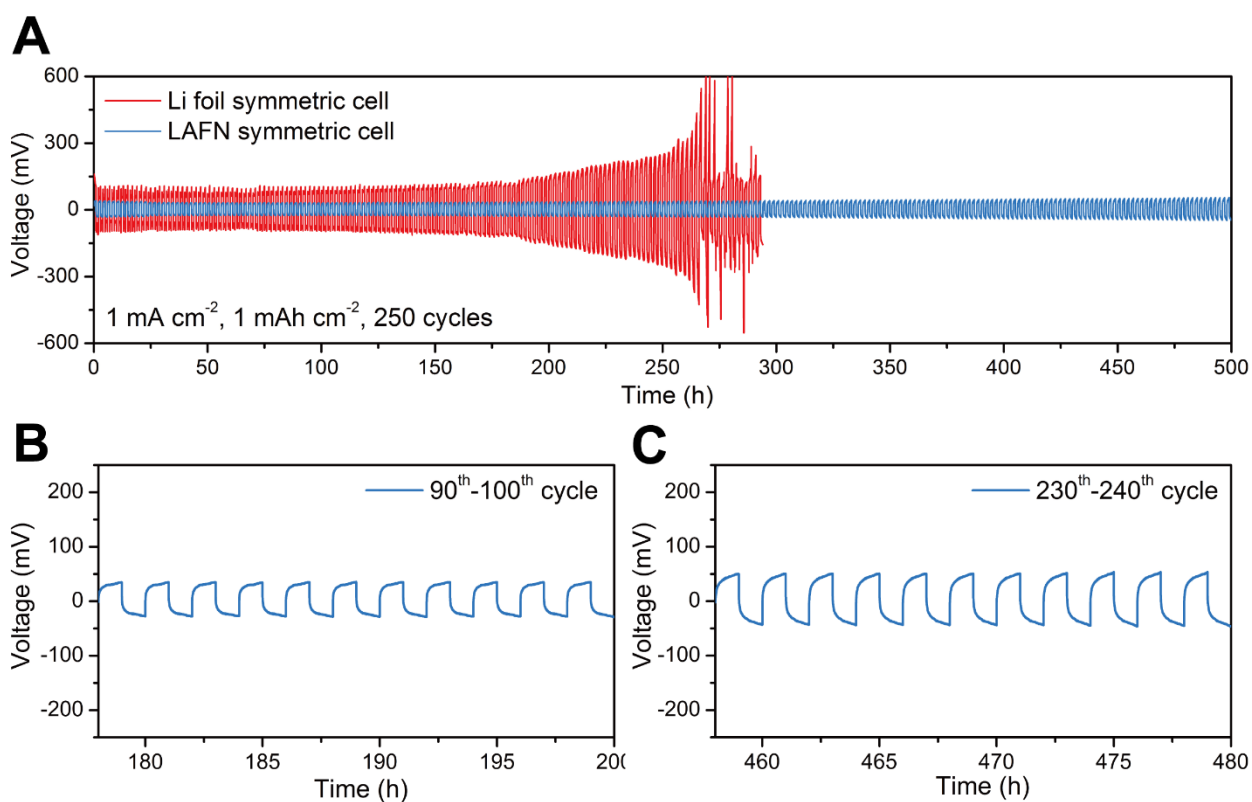 A
Voltage (mV)
600
300
0
-300
-600
Li foil symmetric cell
LAFN symmetric cell
1 mA cm⁻², 1 mAh cm⁻², 250 cycles
0 50 100 150 200 250 300 350 400 450 500
Time (h)
B
Voltage (mV)
200
100
0
-100
-200
90ᵗʰ-100ᵗʰ cycle
180 185 190 195 200
Time (h)
C
Voltage (mV)
200
100
0
-100
-200
230ᵗʰ-240ᵗʰ cycle
460 465 470 475 480
Time (h)